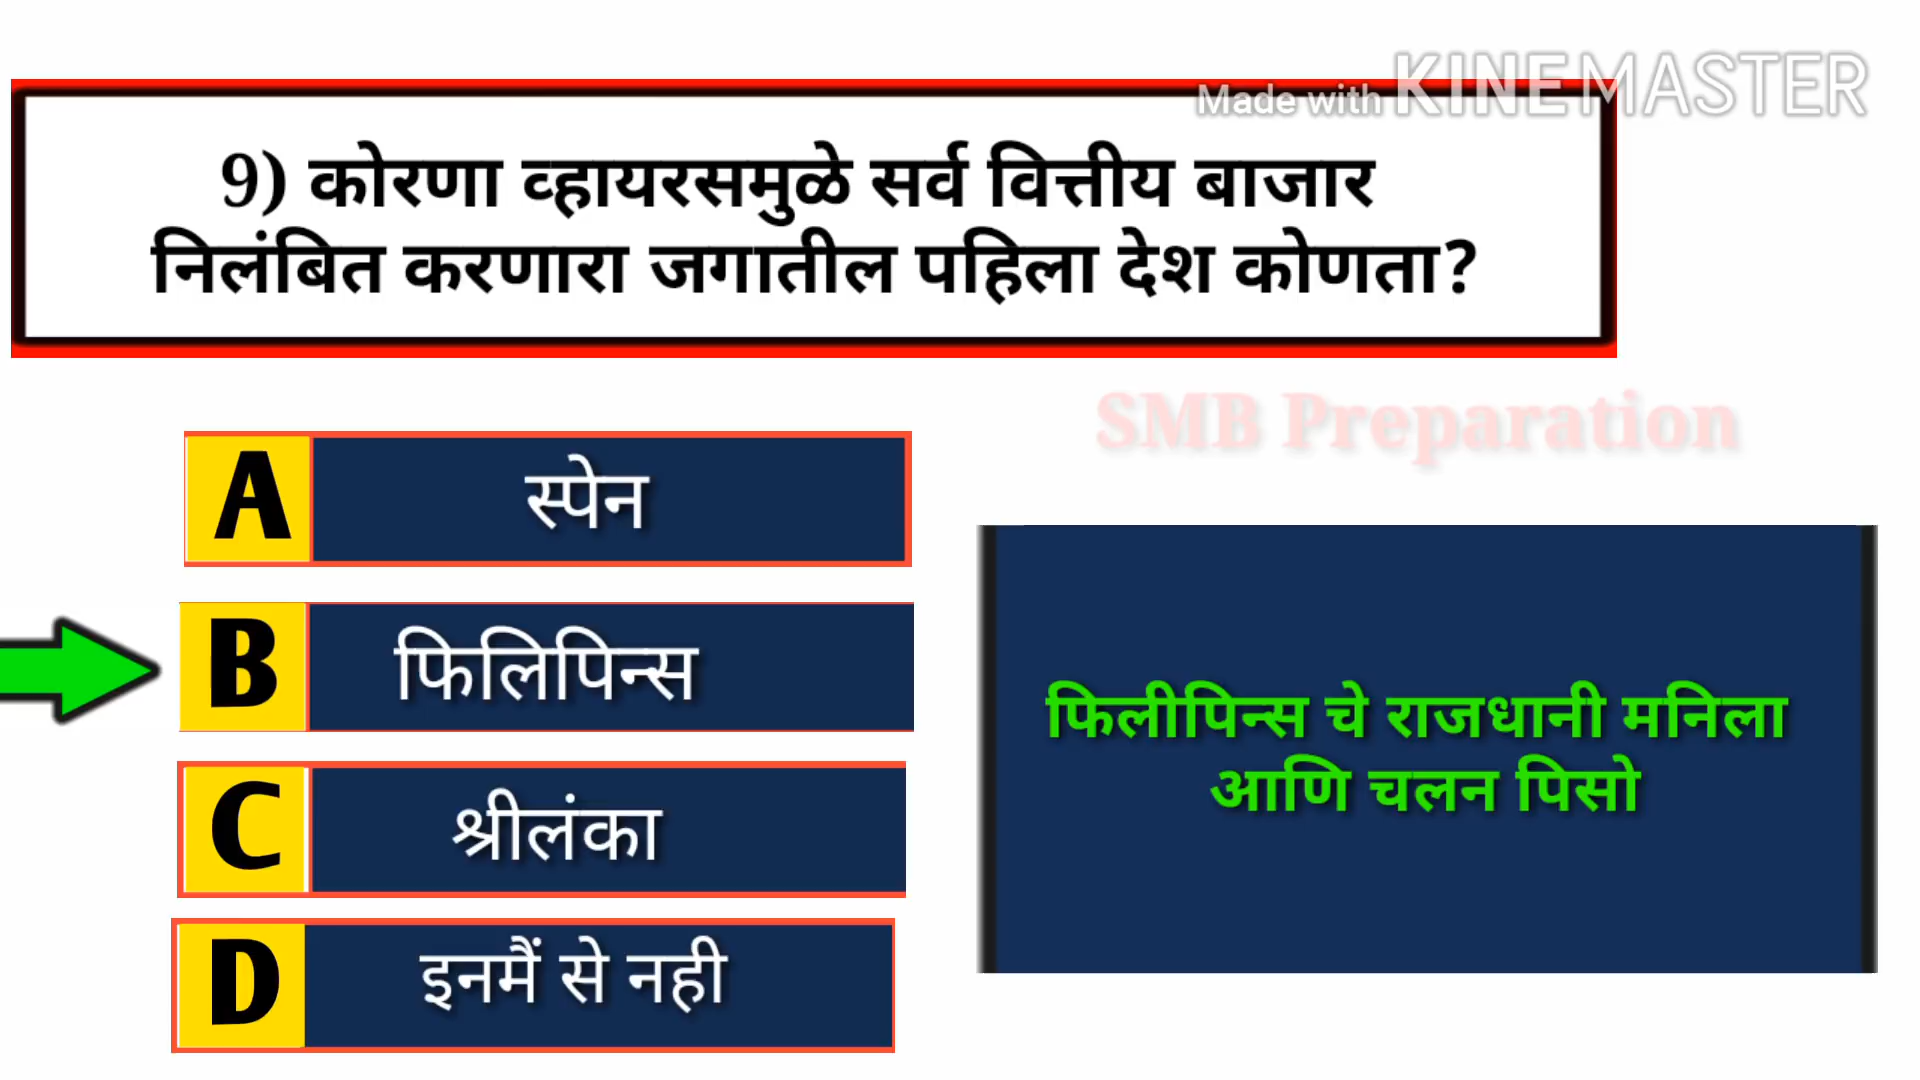 Made with KINEMASTER
9) कोरणा व्हायरसमुळे सर्व वित्तीय बाजार
निलंबित करणारा जगातील पहिला देश कोणता?
SMB Preparation
A स्पेन
B फिलिपिन्स
C श्रीलंका
D इनमैं से नही
फिलीपिन्स चे राजधानी मनिला
आणि चलन पिसो